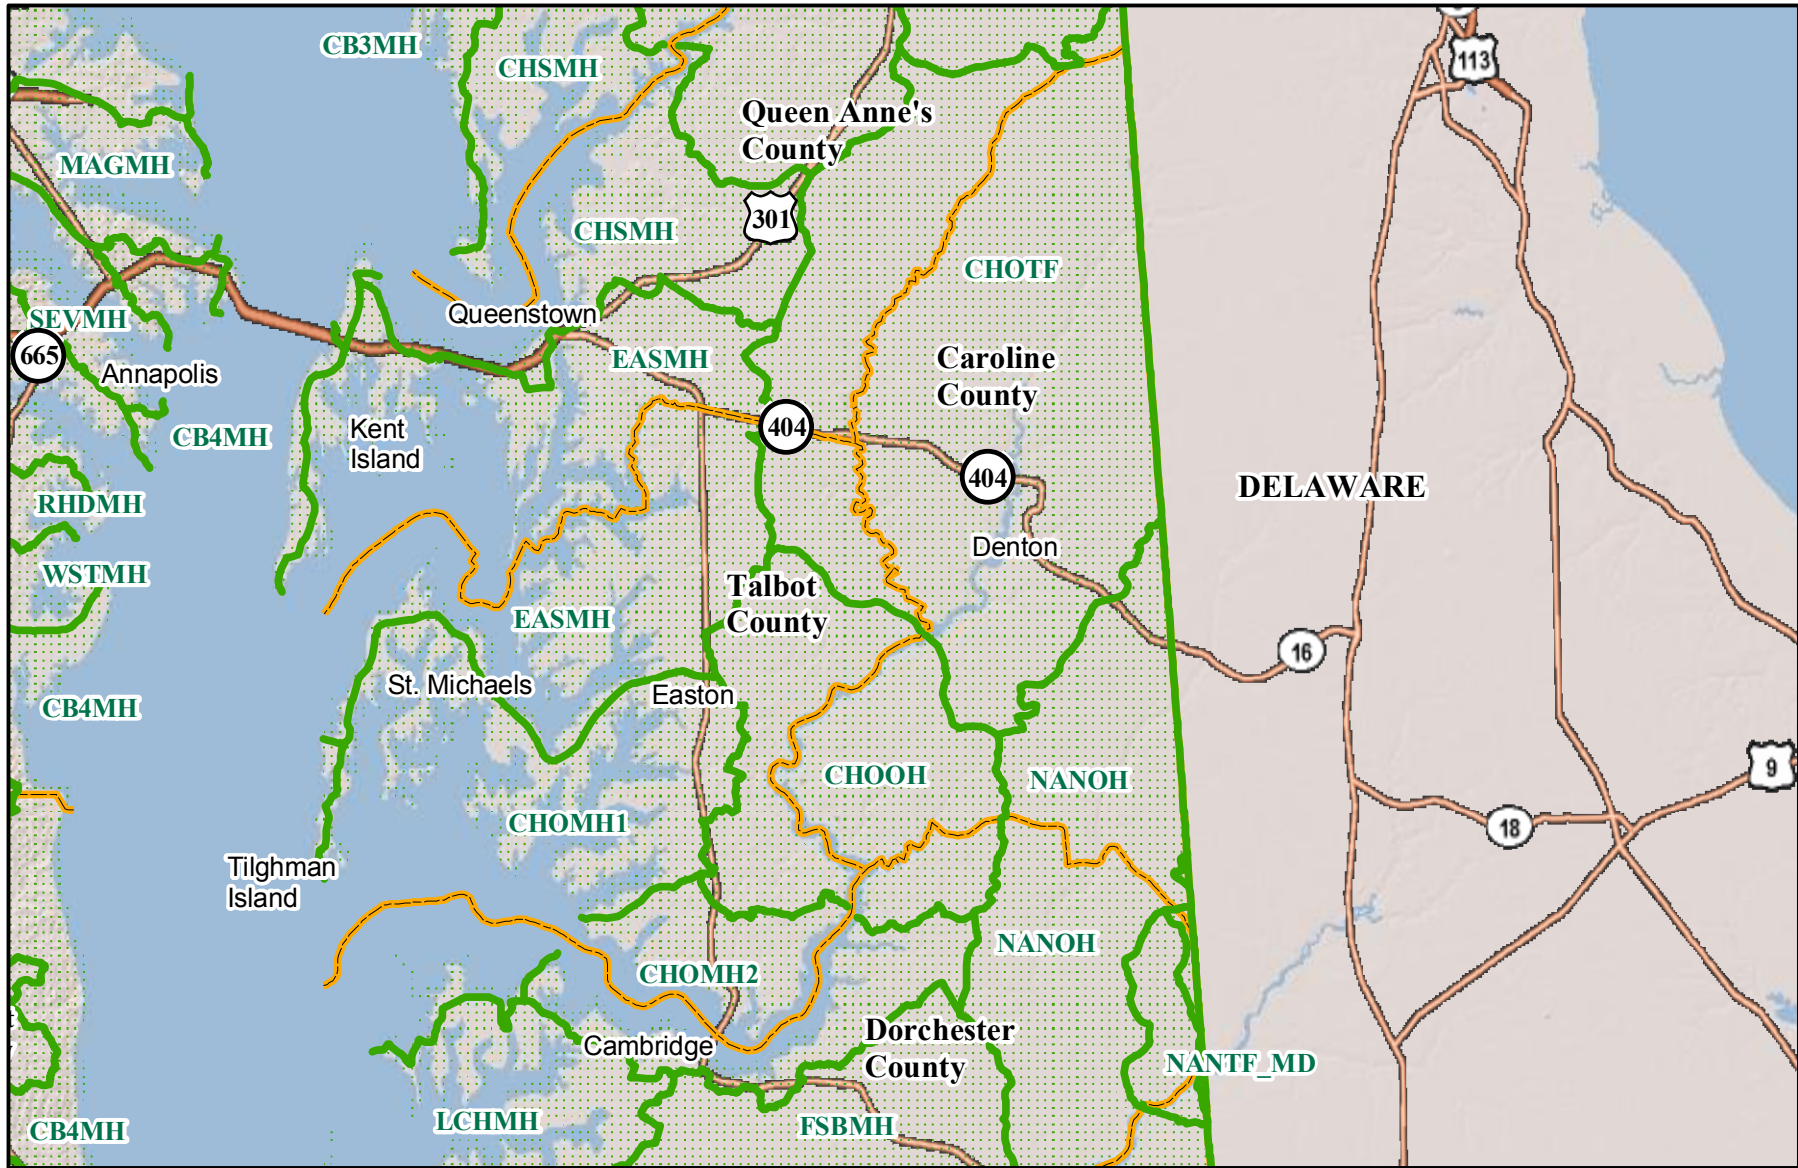 CB3MH
CHSMH
113
Queen Anne's
County
MAGMH
301
CHSMH
CHOTF
Queenstown
SEVMH
665
EASMH
Caroline
County
Annapolis
404
CB4MH
Kent
Island
404
DELAWARE
RHDMH
Denton
WSTMH
Talbot
County
EASMH
16
St. Michaels
Easton
CB4MH
CHOOH
NANOH
9
CHOMH1
18
Tilghman
Island
NANOH
CHOMH2
Dorchester
County
Cambridge
NANTF_MD
LCHMH
FSBMH
CB4MH